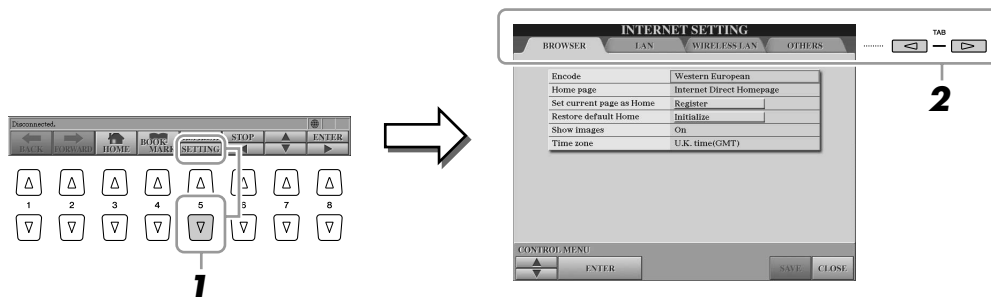 Disconnected.
BACK FORWARD HOME BOOK MARK SETTING STOP ENTER
1 2 3 4 5 6 7 8
1
INTERNET SETTING
BROWSER LAN WIRELESS LAN OTHERS
TAB
2
Encode Western European
Home page Internet Direct Homepage
Set current page as Home Register
Restore default Home Initialize
Show images On
Time zone U.K. time(GMT)
CONTROL MENU
ENTER SAVE CLOSE